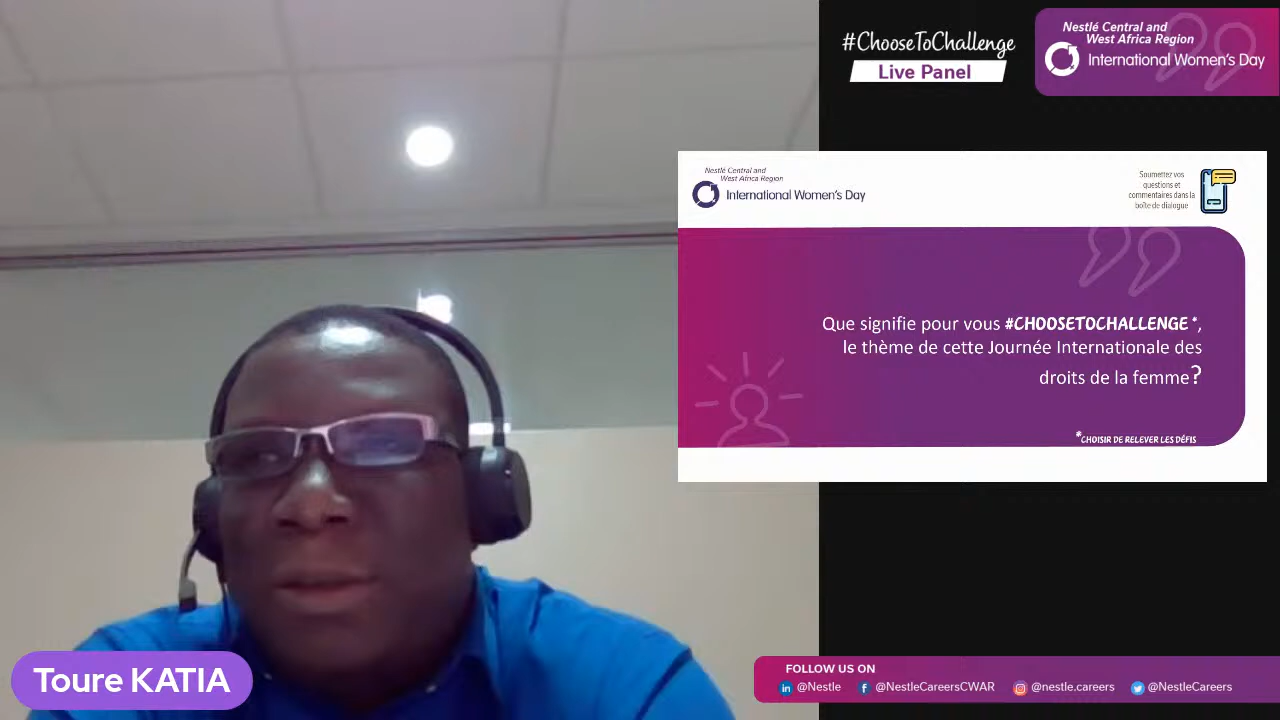 #ChooseToChallenge
Live Panel
Nestlé Central and
West Africa Region
International Women's Day
Nestlé Central and
West Africa Region
International Women's Day
Soumettez vos
questions et
commentaires dans la
boîte de dialogue
Que signifie pour vous #CHOOSETOCHALLENGE *,
le thème de cette Journée Internationale des
droits de la femme?
*CHOISIR DE RELEVER LES DÉFIS
Toure KATIA
FOLLOW US ON
@Nestle @NestleCareersCWAR @nestle.careers @NestleCareers